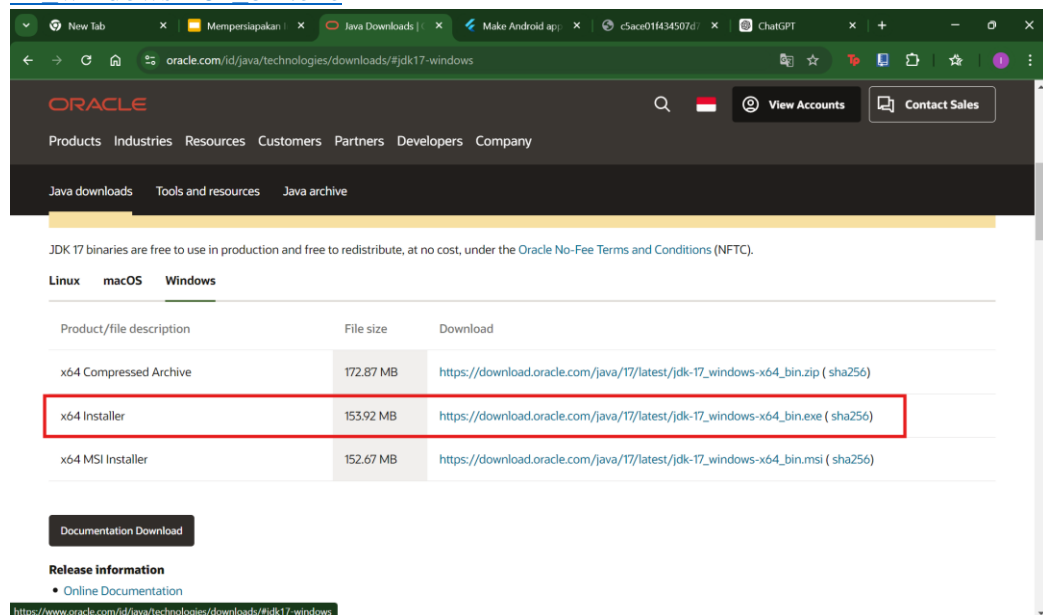 New Tab
Mempersiapakan
Java Downloads |
Make Android app
c5ace01f434507d
ChatGPT
oracle.com/id/java/technologies/downloads/#jdk17-windows
ORACLE
View Accounts
Contact Sales
Products Industries Resources Customers Partners Developers Company
Java downloads Tools and resources Java archive
JDK 17 binaries are free to use in production and free to redistribute, at no cost, under the Oracle No-Fee Terms and Conditions (NFTC).
Linux macOS Windows
Product/file description File size Download
x64 Compressed Archive 172.87 MB https://download.oracle.com/java/17/latest/jdk-17_windows-x64_bin.zip ( sha256)
x64 Installer 153.92 MB https://download.oracle.com/java/17/latest/jdk-17_windows-x64_bin.exe ( sha256)
x64 MSI Installer 152.67 MB https://download.oracle.com/java/17/latest/jdk-17_windows-x64_bin.msi ( sha256)
Documentation Download
Release information
• Online Documentation
https://www.oracle.com/id/java/technologies/downloads/#jdk17-windows